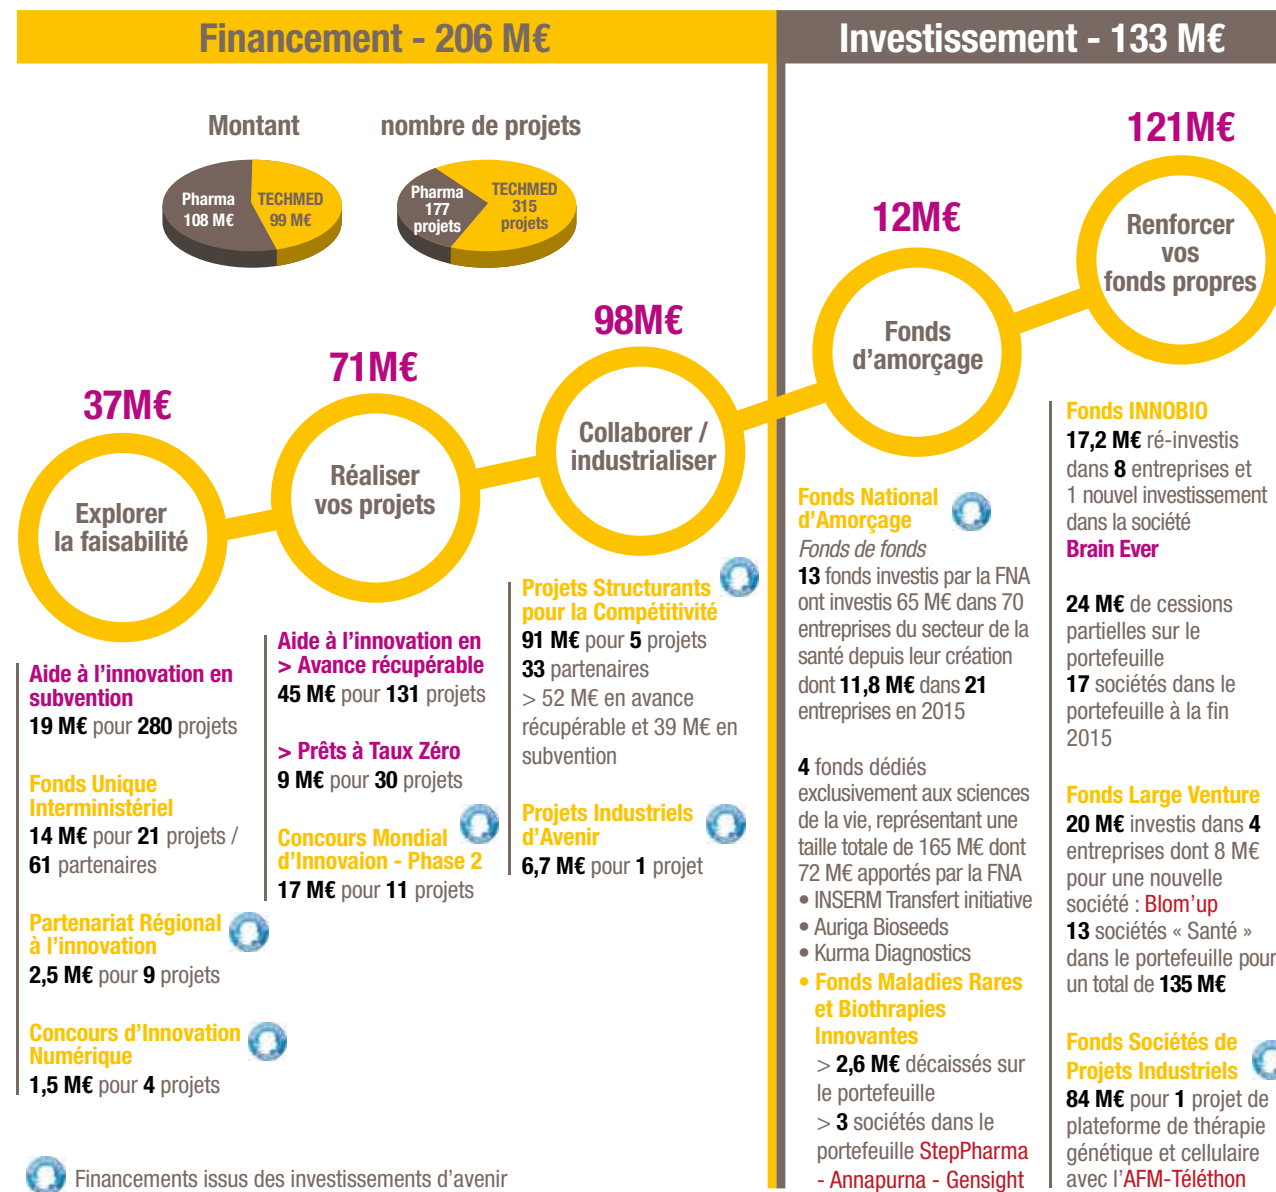 Financement - 206 M€
Montant
nombre de projets
Pharma
108 M€
TECHMED
99 M€
Pharma
177
projets
TECHMED
315
projets
37M€
Explorer
la faisabilité
Aide à l'innovation en
subvention
19 M€ pour 280 projets
Fonds Unique
Interministériel
14 M€ pour 21 projets /
61 partenaires
Partenariat Régional
à l'innovation
2,5 M€ pour 9 projets
Concours d'Innovation
Numérique
1,5 M€ pour 4 projets
71M€
Réaliser
vos projets
Aide à l'innovation en
> Avance récupérable
45 M€ pour 131 projets
> Prêts à Taux Zéro
9 M€ pour 30 projets
Concours Mondial
d'Innovaion - Phase 2
17 M€ pour 11 projets
98M€
Collaborer /
industrialiser
Projets Structurants
pour la Compétitivité
91 M€ pour 5 projets
33 partenaires
> 52 M€ en avance
récupérable et 39 M€ en
subvention
Projets Industriels
d'Avenir
6,7 M€ pour 1 projet
Financements issus des investissements d'avenir
Investissement - 133 M€
12M€
Fonds
d'amorçage
Fonds National
d'Amorçage
Fonds de fonds
13 fonds investis par la FNA
ont investis 65 M€ dans 70
entreprises du secteur de la
santé depuis leur création
dont 11,8 M€ dans 21
entreprises en 2015
4 fonds dédiés
exclusivement aux sciences
de la vie, représentant une
taille totale de 165 M€ dont
72 M€ apportés par la FNA
• INSERM Transfert initiative
• Auriga Bioseeds
• Kurma Diagnostics
• Fonds Maladies Rares
et Biothrapies
Innovantes
> 2,6 M€ décaissés sur
le portefeuille
> 3 sociétés dans le
portefeuille StepPharma
- Annapurna - Gensight
121M€
Renforcer
vos
fonds propres
Fonds INNOBIO
17,2 M€ ré-investis
dans 8 entreprises et
1 nouvel investissement
dans la société
Brain Ever
24 M€ de cessions
partielles sur le
portefeuille
17 sociétés dans le
portefeuille à la fin
2015
Fonds Large Venture
20 M€ investis dans 4
entreprises dont 8 M€
pour une nouvelle
société : Blom'up
13 sociétés « Santé »
dans le portefeuille pour
un total de 135 M€
Fonds Sociétés de
Projets Industriels
84 M€ pour 1 projet de
plateforme de thérapie
génétique et cellulaire
avec l'AFM-Téléthon